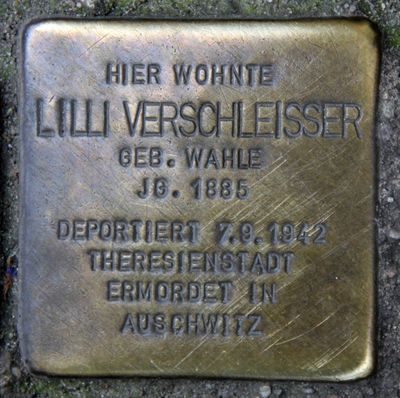 HIER WOHNTE
LILLI VERSCHLEISSER
GEB. WAHLE
JG. 1885
DEPORTIERT 7.9.1942
THERESIENSTADT
ERMORDET IN
AUSCHWITZ